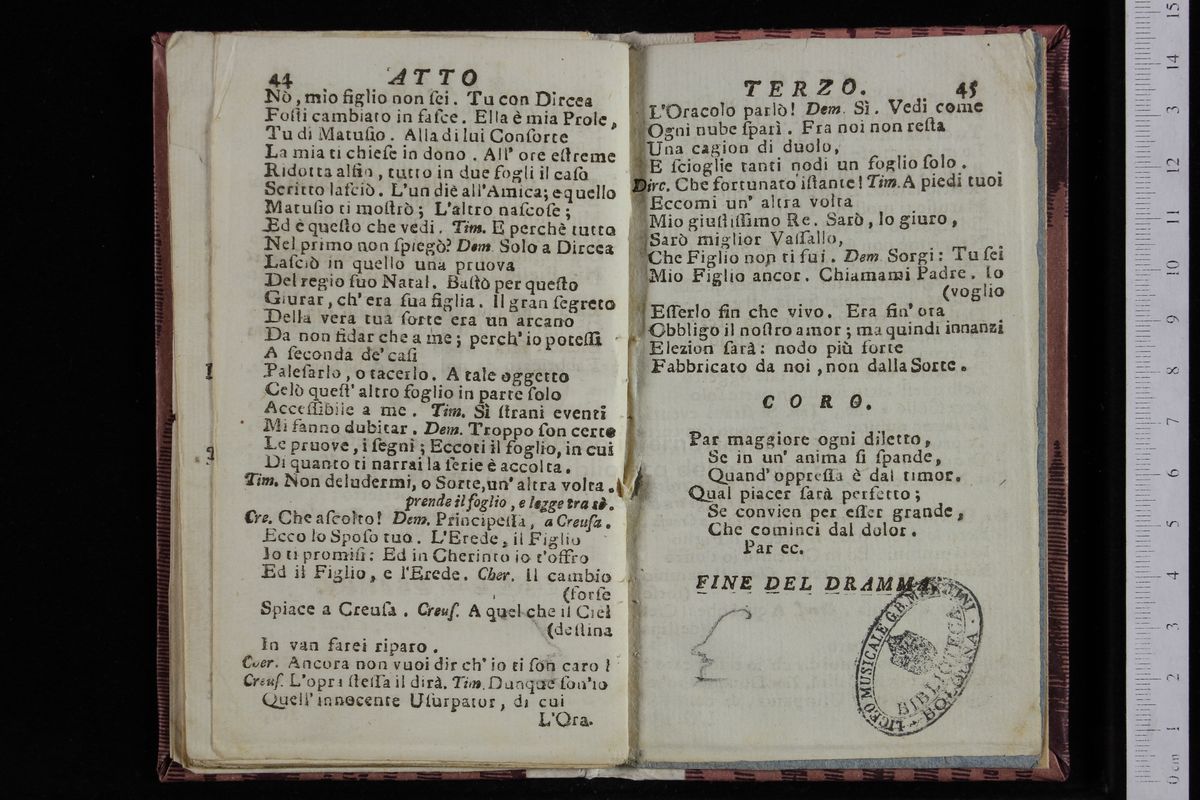 44 ATTO
Nò, mio figlio non ſei. Tu con Dircea
Foſti cambiato in faſce. Ella è mia Prole,
Tu di Matuſio. Alla di lui Conſorte
La mia ti chieſe in dono. All' ore eſtreme
Ridotta alfin, tutto in due fogli il caſo
Scritto laſciò. L'un diè all'Amica; e quello
Matuſio ti moſtrò; L'altro naſcoſe;
Ed è queſto che vedi. Tim. E perchè tutto
Nel primo non ſpiegò? Dem. Solo a Dircea
Laſciò in quello una pruova
Del regio ſuo Natal. Baſtò per queſto
Giurar, ch' era ſua figlia. Il gran ſegreto
Della vera tua ſorte era un arcano
Da non fidar che a me; perch' io poteſſi
A ſeconda de' caſi
Paleſarlo, o tacerlo. A tale oggetto
Celò queſt' altro foglio in parte ſolo
Acceſſibile a me. Tim. Sì ſtrani eventi
Mi fanno dubitar. Dem. Troppo ſon certe
Le pruove, i ſegni; Eccoti il foglio, in cui
Di quanto ti narrai la ſerie è accolta.
Tim. Non deludermi, o Sorte, un' altra volta.
prende il foglio, e legge tra sè.
Cre. Che aſcolto! Dem. Principeſſa, a Creuſa.
Ecco lo Spoſo tuo. L'Erede, il Figlio
Io ti promiſi: Ed in Cherinto io t'offro
Ed il Figlio, e l'Erede. Cher. Il cambio
(forſe
Spiace a Creuſa. Creuſ. A quel che il Ciel
(deſtina
In van farei riparo.
Cher. Ancora non vuoi dir ch' io ti ſon caro!
Creuſ. L'opra ſteſſa il dirà. Tim. Dunque ſon'io
Quell' innocente Uſurpator, di cui
L'Ora.
TERZO. 45
L'Oracolo parlò! Dem. Sì. Vedi come
Ogni nube ſparì. Fra noi non reſta
Una cagion di duolo,
E ſcioglie tanti nodi un foglio ſolo.
Dirc. Che fortunato iſtante! Tim. A piedi tuoi
Eccomi un' altra volta
Mio giuſtiſſimo Re. Sarò, lo giuro,
Sarò miglior Vaſſallo,
Che Figlio non ti fui. Dem. Sorgi: Tu ſei
Mio Figlio ancor. Chiamami Padre. Io
(voglio
Eſſerlo fin che vivo. Era fin' ora
Obbligo il noſtro amor; ma quindi innanzi
Elezion ſarà: nodo più forte
Fabbricato da noi, non dalla Sorte.
CORO.
Par maggiore ogni diletto,
Se in un' anima ſi ſpande,
Quand' oppreſſa è dal timor.
Qual piacer ſarà perfetto;
Se convien per eſſer grande,
Che cominci dal dolor.
Par ec.
FINE DEL DRAMMA.
LICEO MUSICALE G.B. MARTINI · BOLOGNA ·
BIBLIOTECA
0 cm 1 2 3 4 5 6 7 8 9 10 11 12 13 14 15